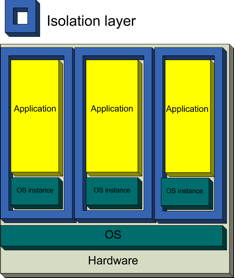 Isolation layer
Application
Application
Application
OS instance
OS instance
OS instance
OS
Hardware